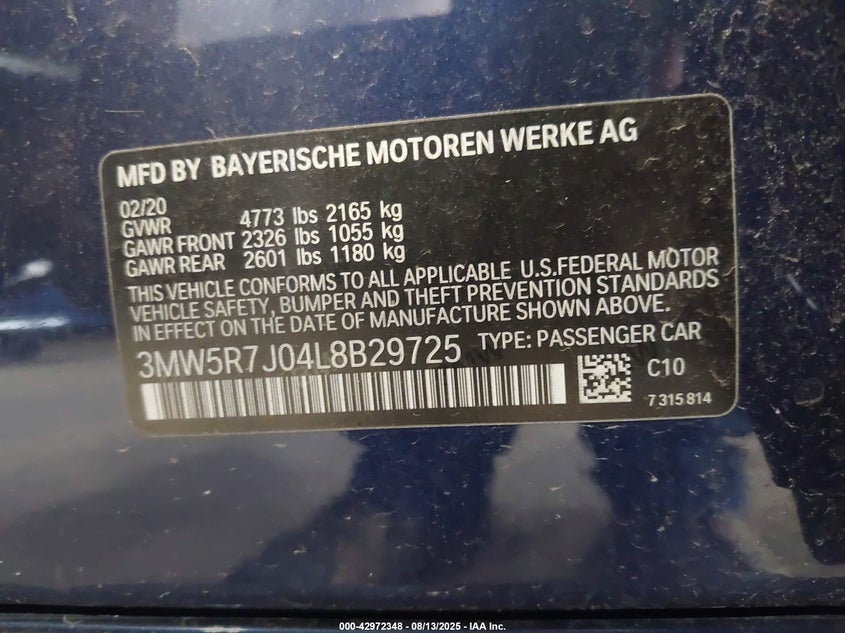 MFD BY BAYERISCHE MOTOREN WERKE AG
02/20
GVWR 4773 lbs 2165 kg
GAWR FRONT 2326 lbs 1055 kg
GAWR REAR 2601 lbs 1180 kg
THIS VEHICLE CONFORMS TO ALL APPLICABLE U.S.FEDERAL MOTOR
VEHICLE SAFETY, BUMPER AND THEFT PREVENTION STANDARDS
IN EFFECT ON THE DATE OF MANUFACTURE SHOWN ABOVE.
3MW5R7J04L8B29725 TYPE: PASSENGER CAR
C10
7 315 814
000-42972348 - 08/13/2025 - IAA Inc.